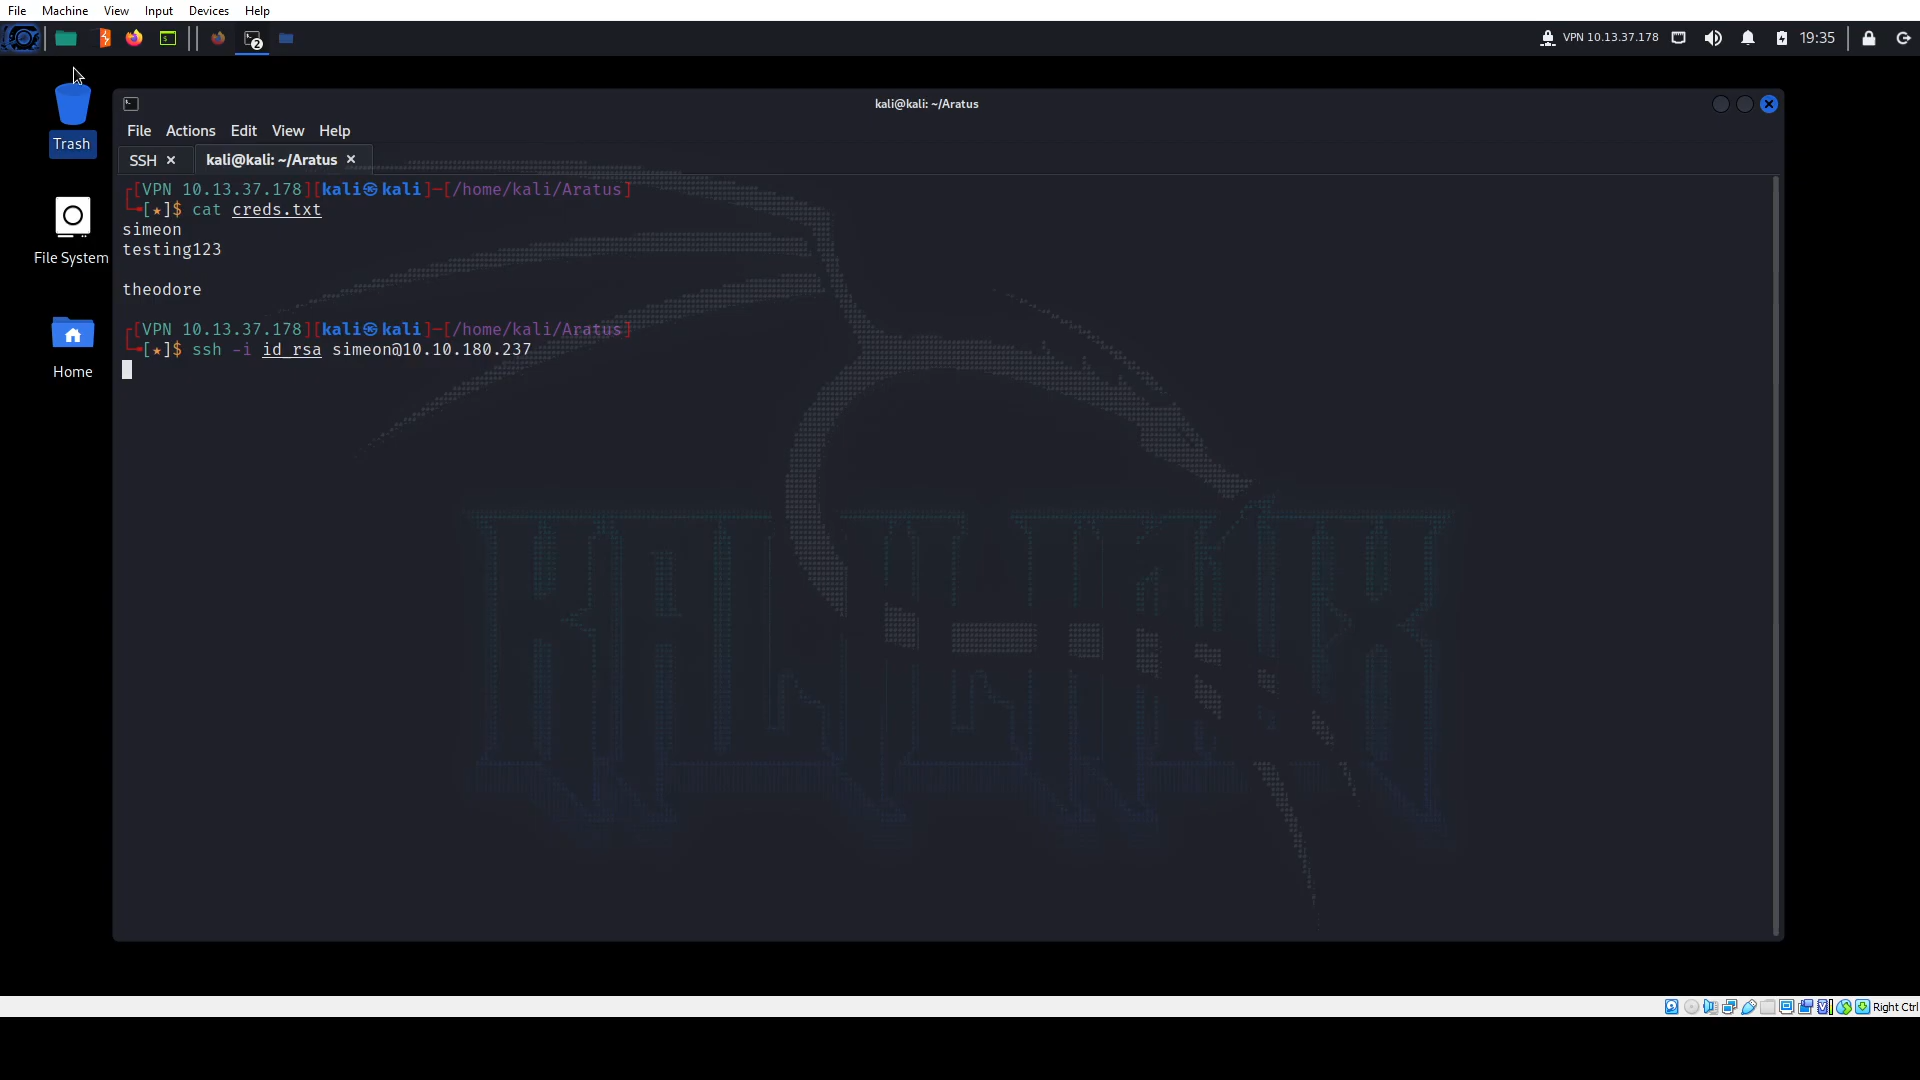 File Machine View Input Devices Help
VPN 10.13.37.178 19:35
kali@kali: ~/Aratus
File Actions Edit View Help
SSH kali@kali: ~/Aratus
┌[VPN 10.13.37.178][kali㉿kali]─[/home/kali/Aratus]
└─[★]$ cat creds.txt
simeon
testing123
theodore
┌[VPN 10.13.37.178][kali㉿kali]─[/home/kali/Aratus]
└─[★]$ ssh -i id_rsa simeon@10.10.180.237
Trash
File System
Home
KALI LINUX
Right Ctrl